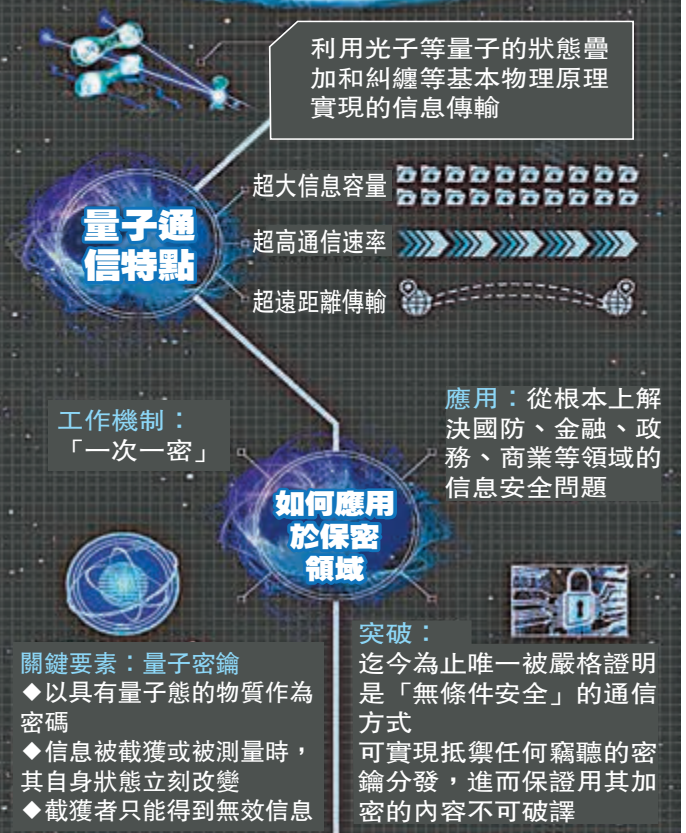 利用光子等量子的狀態疊
加和糾纏等基本物理原理
實現的信息傳輸
量子通
信特點
超大信息容量
超高通信速率
超遠距離傳輸
工作機制：
「一次一密」
應用：從根本上解
決國防、金融、政
務、商業等領域的
信息安全問題
如何應用
於保密
領域
關鍵要素：量子密鑰
◆以具有量子態的物質作為
密碼
◆信息被截獲或被測量時，
其自身狀態立刻改變
◆截獲者只能得到無效信息
突破：
迄今為止唯一被嚴格證明
是「無條件安全」的通信
方式
可實現抵禦任何竊聽的密
鑰分發，進而保證用其加
密的內容不可破譯